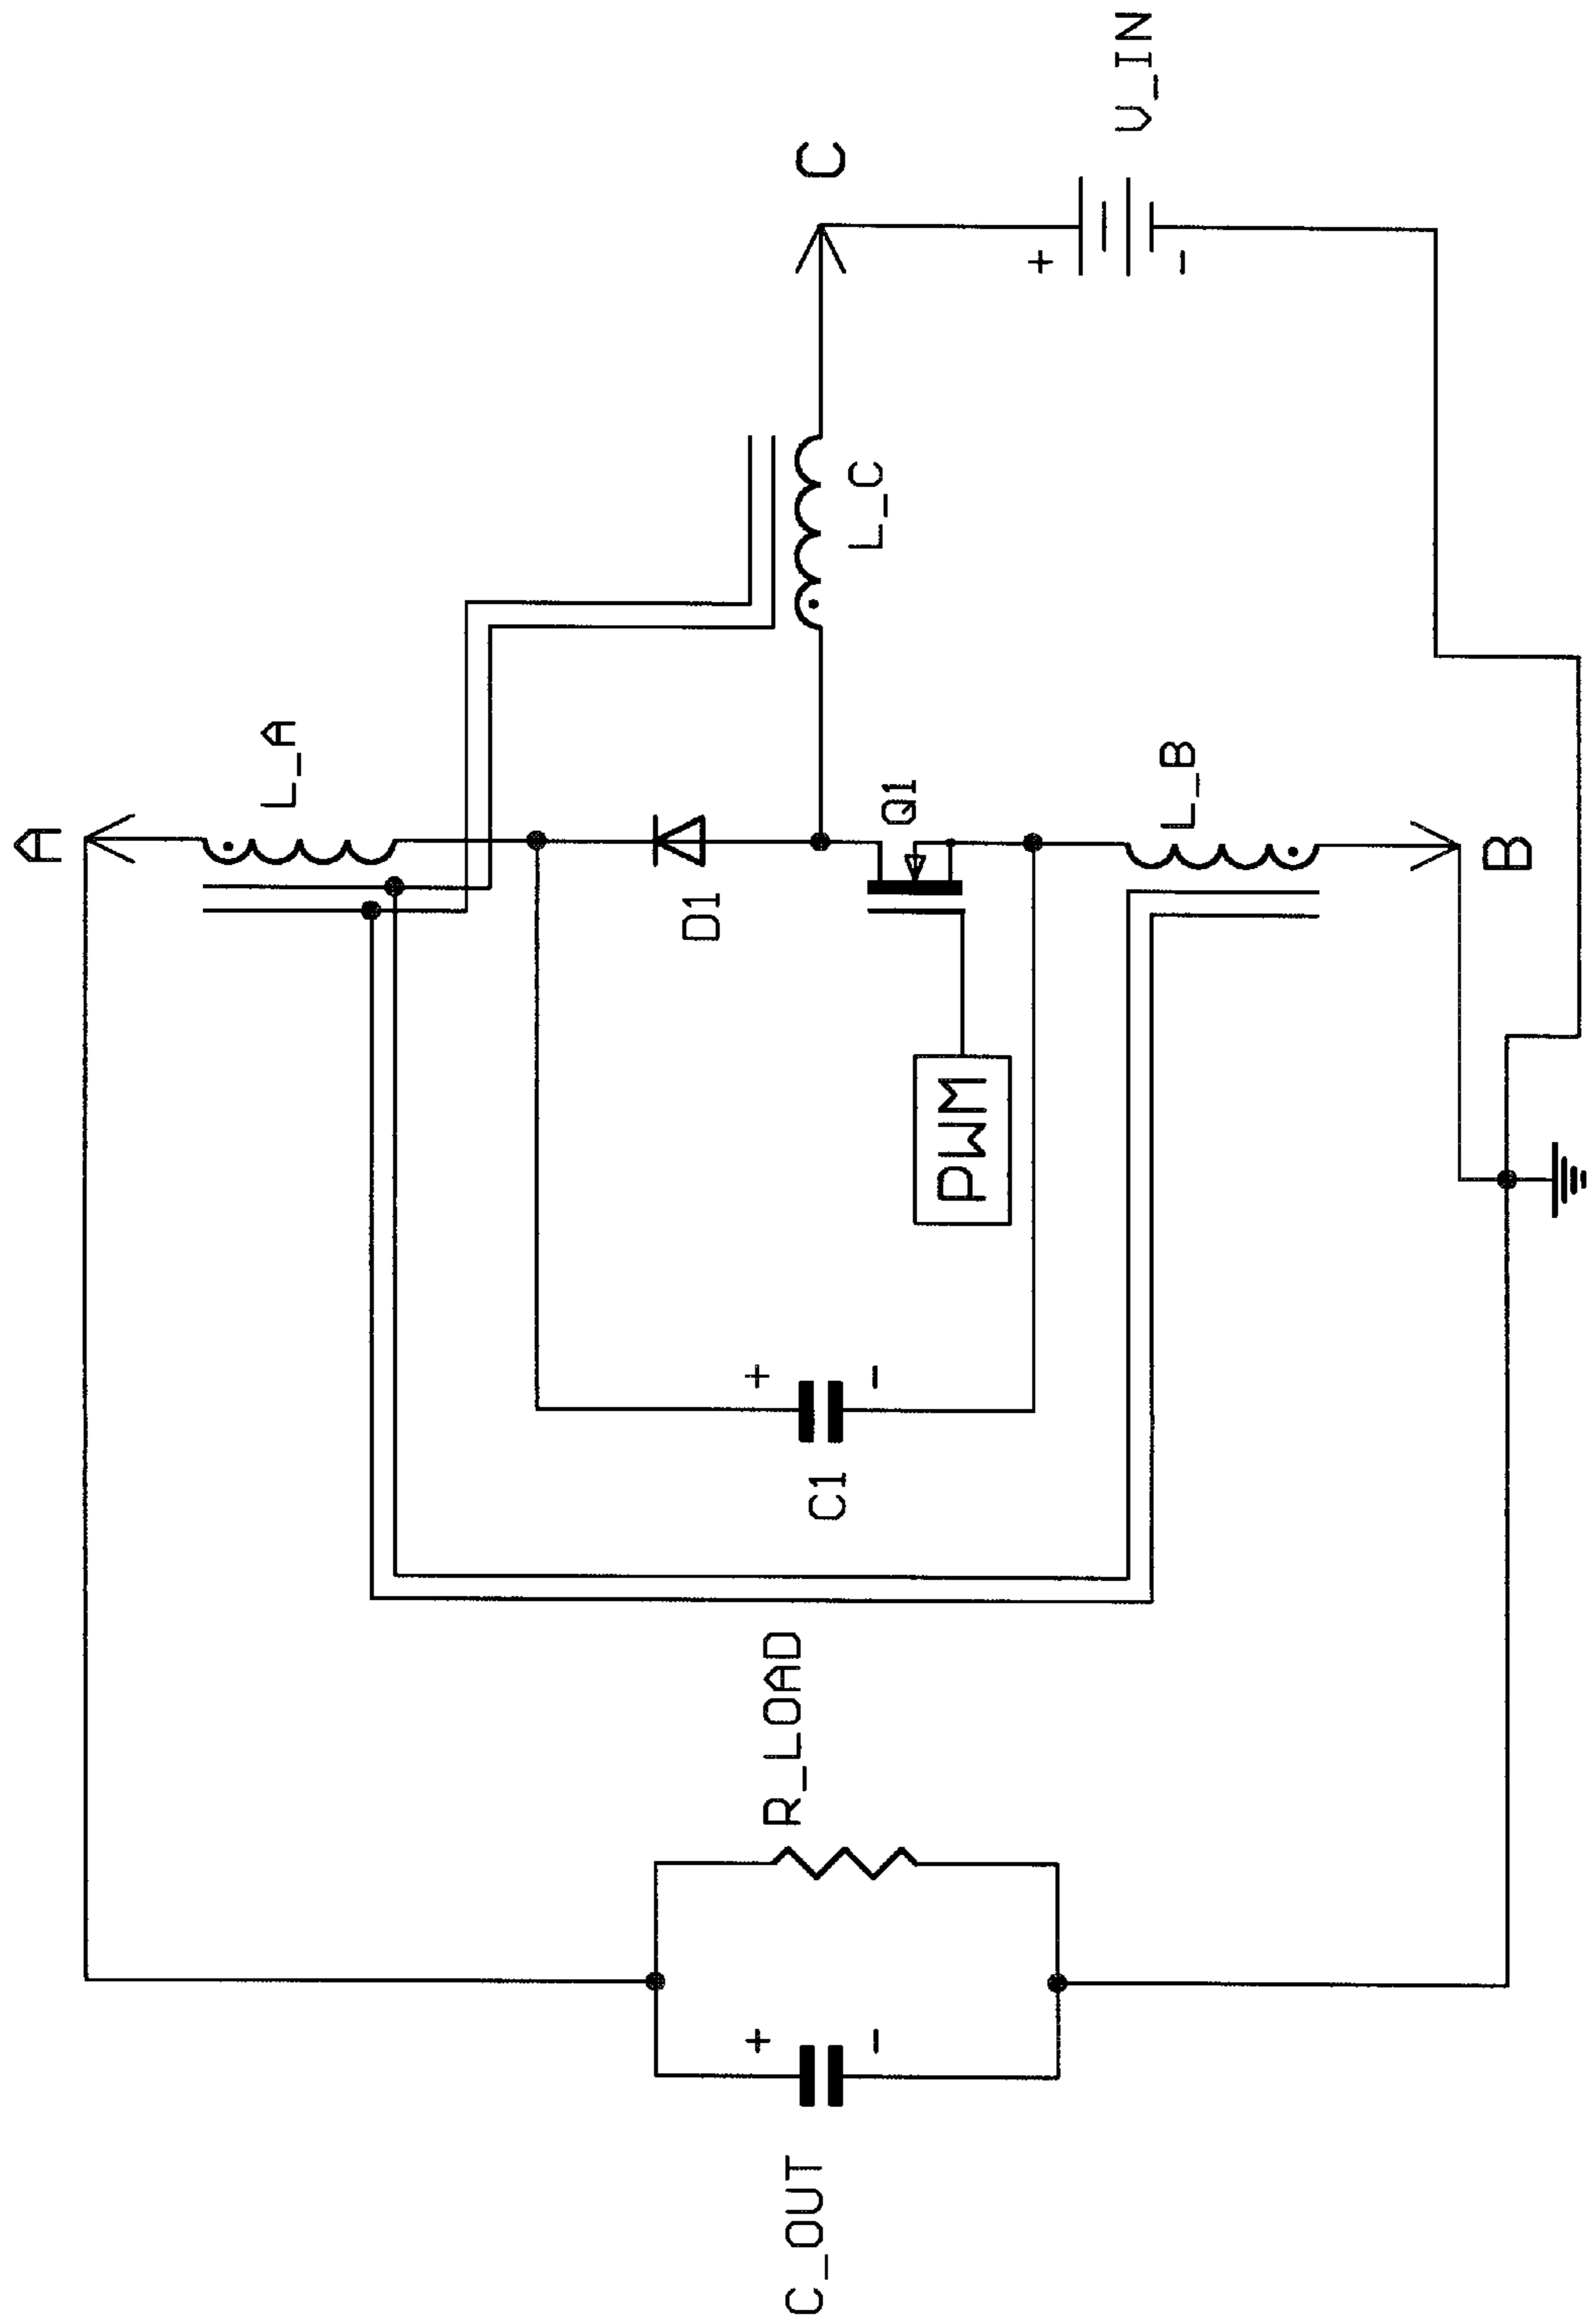 A
L_A
D1
C
L_C
Q1
PWM
L_B
B
V_IN
+
-
C1
+
-
R_LOAD
C_OUT
+
-